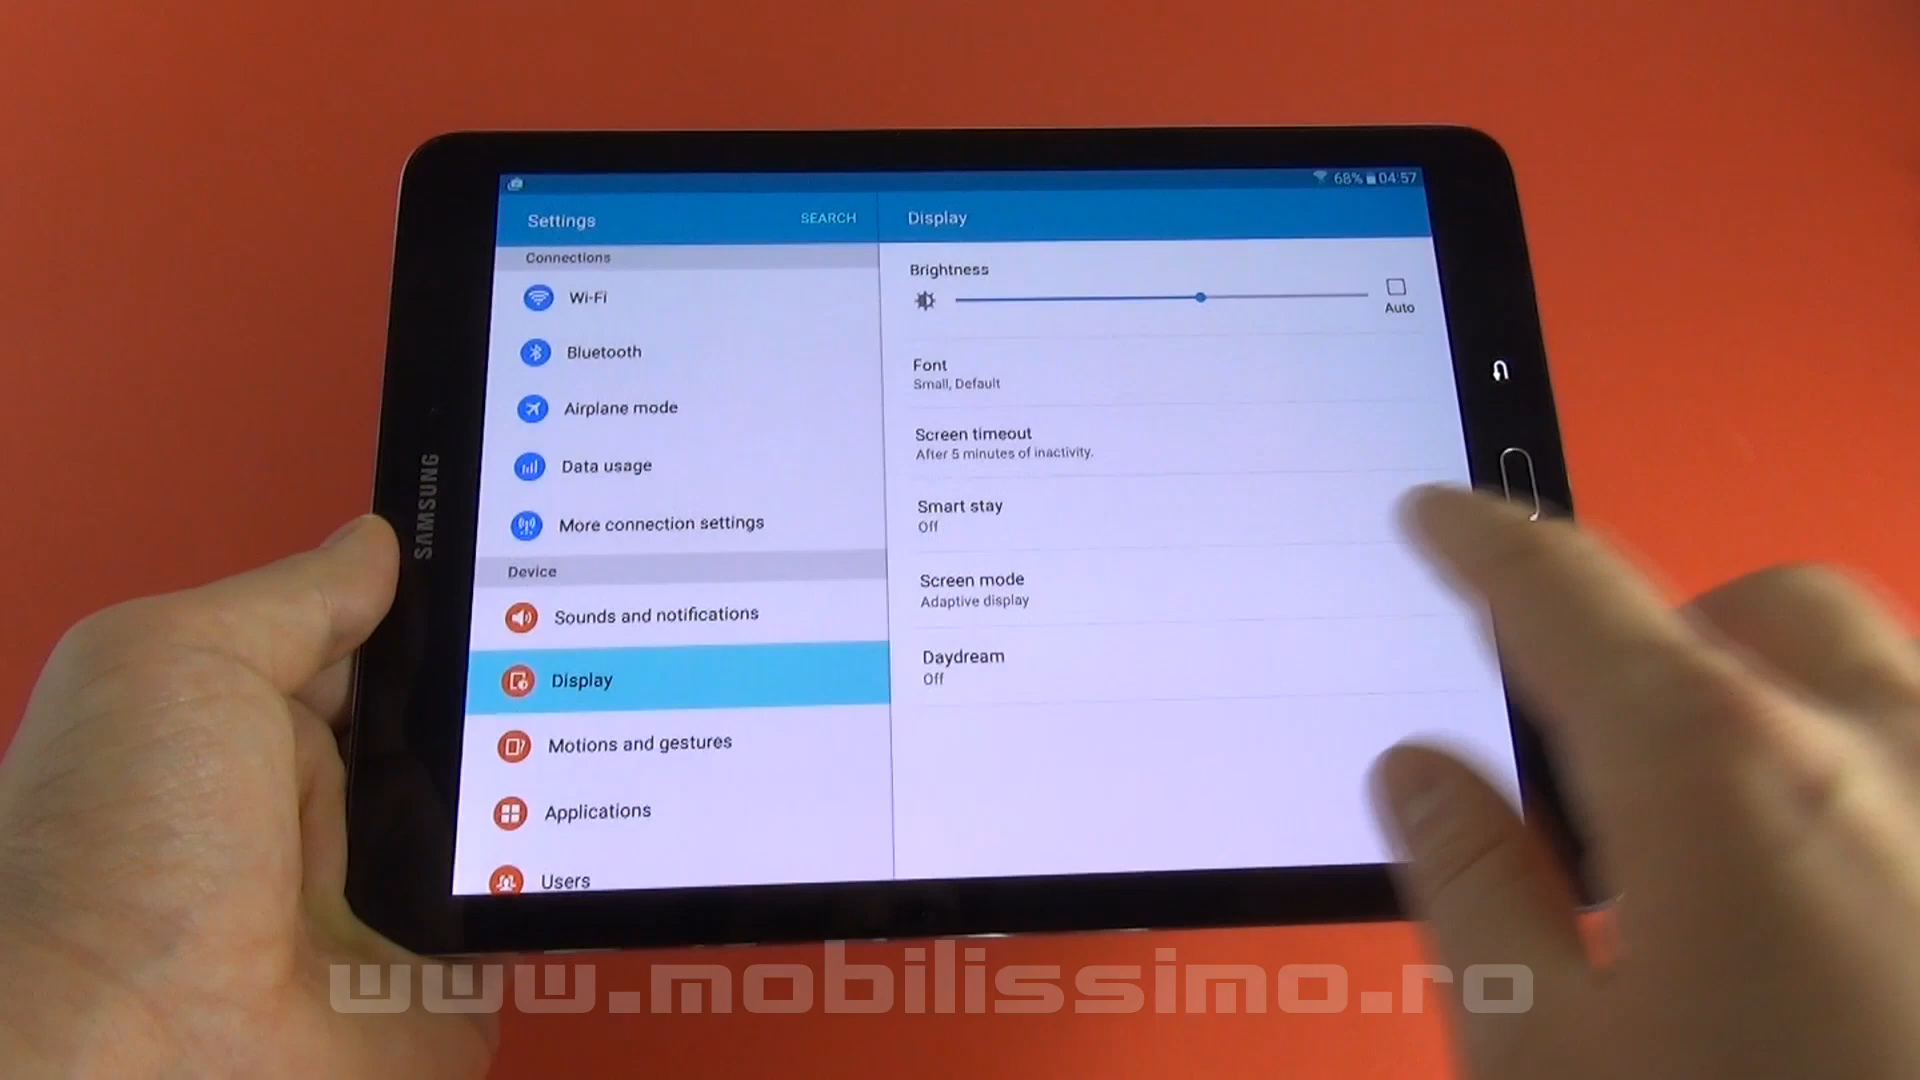 68% 04:57
Settings
SEARCH
Display
Connections
Wi-Fi
Bluetooth
Airplane mode
Data usage
More connection settings
Device
Sounds and notifications
Display
Motions and gestures
Applications
Users
Brightness
Auto
Font
Small, Default
Screen timeout
After 5 minutes of inactivity.
Smart stay
Off
Screen mode
Adaptive display
Daydream
Off
SAMSUNG
www.mobilissimo.ro